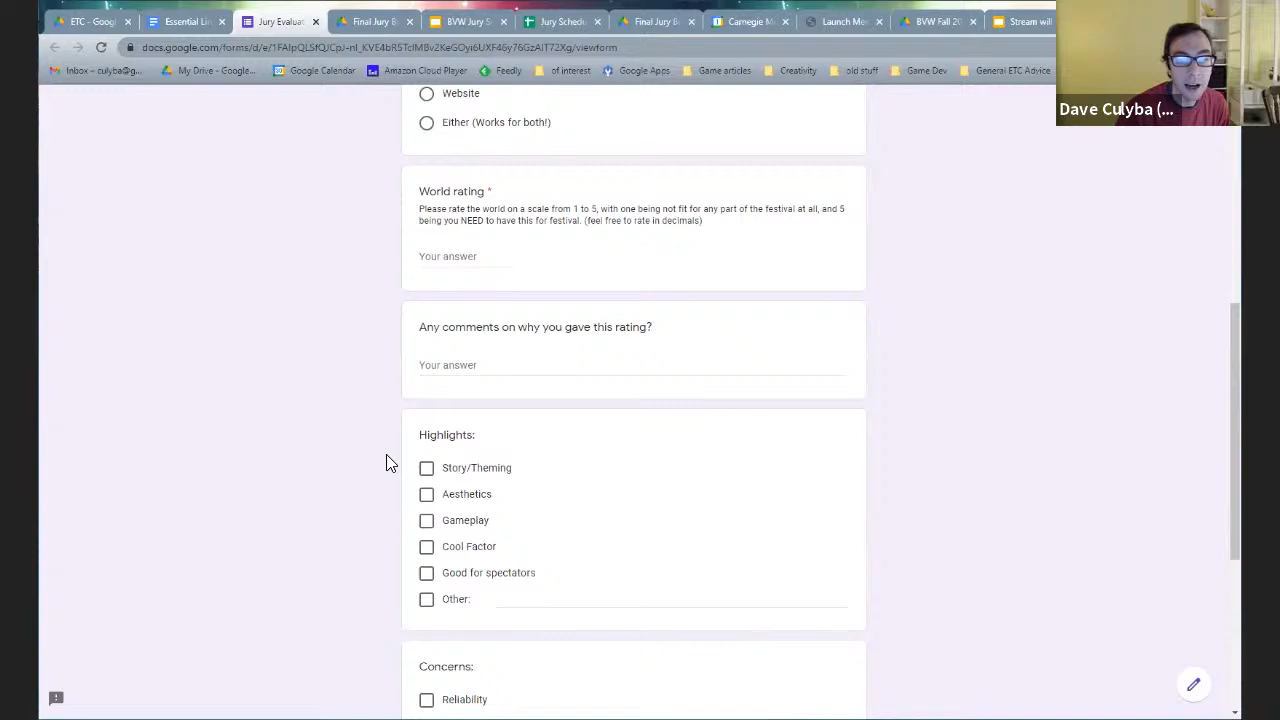 ETC - Googl
Essential Lin
Jury Evaluat
Final Jury B
BVW Jury S
Jury Schedu
Final Jury B
Carnegie M
Launch Me
BVW Fall 20
Stream will
Inbox – culyba@g...
My Drive - Google...
Google Calendar
Amazon Cloud Player
Feedly
of interest
Google Apps
Game articles
Creativity
old stuff
Game Dev
General ETC Advice
Dave Culyba (...
Website
Either (Works for both!)
World rating *
Please rate the world on a scale from 1 to 5, with one being not fit for any part of the festival at all, and 5
being you NEED to have this for festival. (feel free to rate in decimals)
Your answer
Any comments on why you gave this rating?
Your answer
Highlights:
Story/Theming
Aesthetics
Gameplay
Cool Factor
Good for spectators
Other:
Concerns:
Reliability